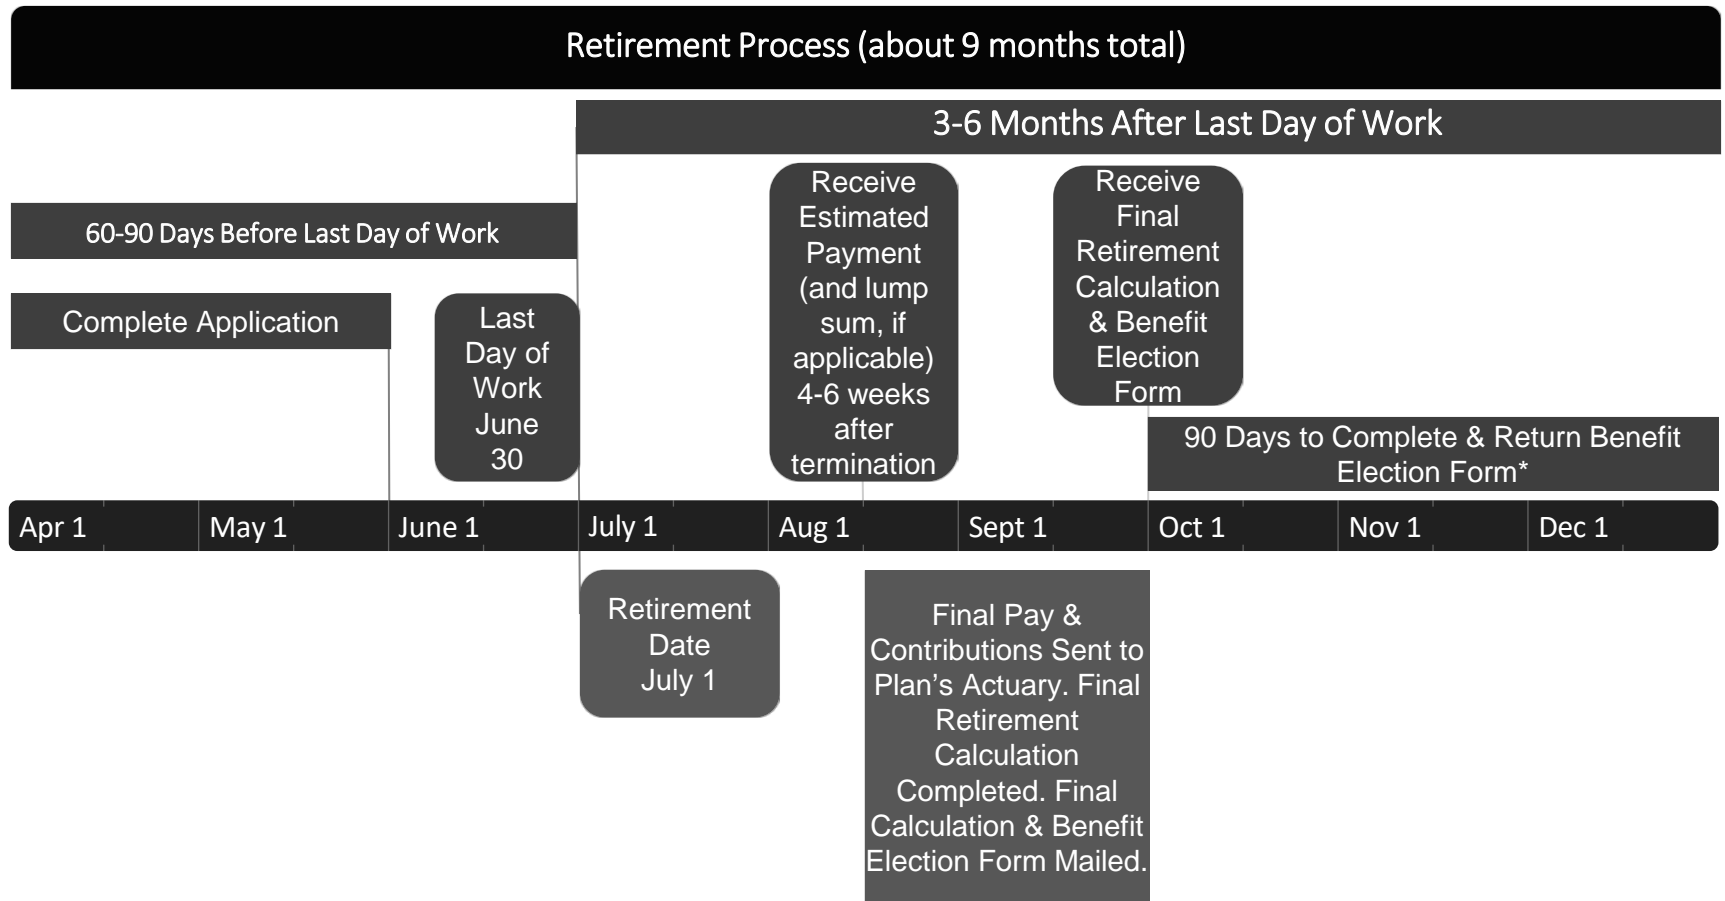 Retirement Process (about 9 months total)
3-6 Months After Last Day of Work
60-90 Days Before Last Day of Work
Complete Application
Last
Day of
Work
June
30
Receive
Estimated
Payment
(and lump
sum, if
applicable)
4-6 weeks
after
termination
Receive
Final
Retirement
Calculation
& Benefit
Election
Form
90 Days to Complete & Return Benefit
Election Form*
Apr 1
May 1
June 1
July 1
Aug 1
Sept 1
Oct 1
Nov 1
Dec 1
Retirement
Date
July 1
Final Pay &
Contributions Sent to
Plan’s Actuary. Final
Retirement
Calculation
Completed. Final
Calculation & Benefit
Election Form Mailed.